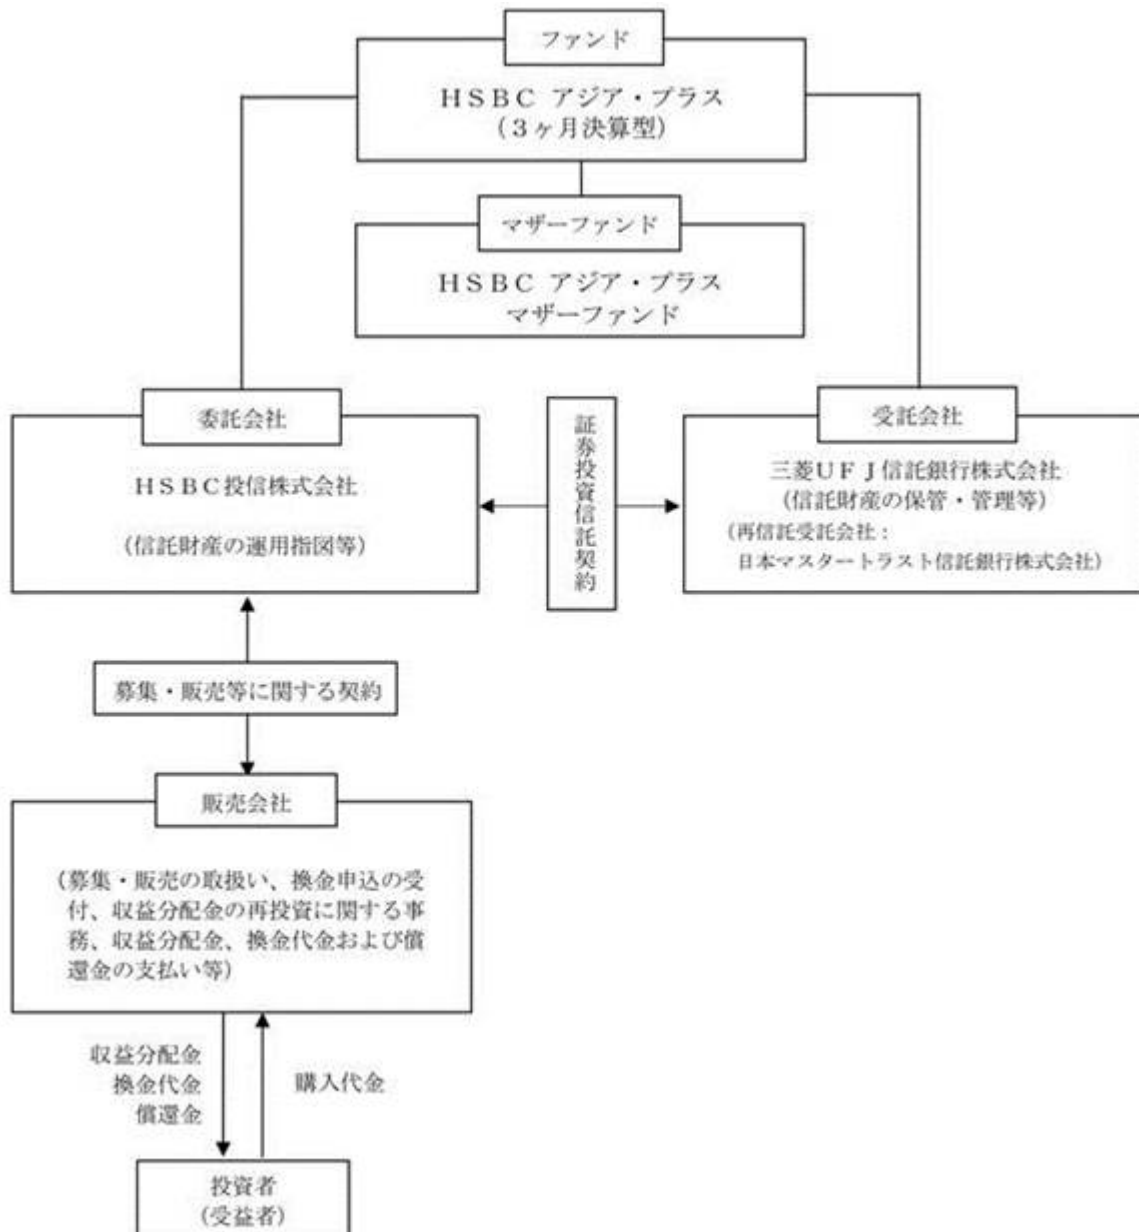 ファンド
HSBC アジア・プラス
(3ヶ月決算型)
マザーファンド
HSBC アジア・プラス
マザーファンド
委託会社
HSBC投信株式会社
(信託財産の運用指図等)
証券投資信託契約
受託会社
三菱UFJ信託銀行株式会社
(信託財産の保管・管理等)
(再信託受託会社:
日本マスタートラスト信託銀行株式会社)
募集・販売等に関する契約
販売会社
(募集・販売の取扱い、換金申込の受
付、収益分配金の再投資に関する事
務、収益分配金、換金代金および償
還金の支払い等)
収益分配金
換金代金
償還金
購入代金
投資者
(受益者)